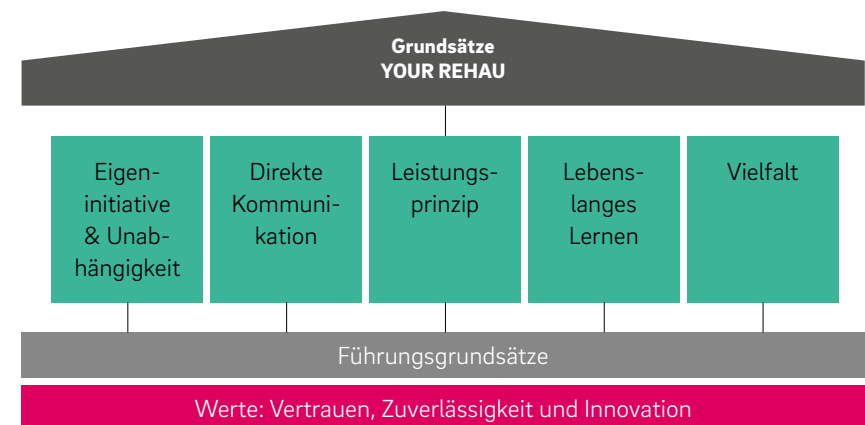 Grundsätze
YOUR REHAU
Eigen-
initiative
& Unab-
hängigkeit
Direkte
Kommuni-
kation
Leistungs-
prinzip
Lebens-
langes
Lernen
Vielfalt
Führungsgrundsätze
Werte: Vertrauen, Zuverlässigkeit und Innovation